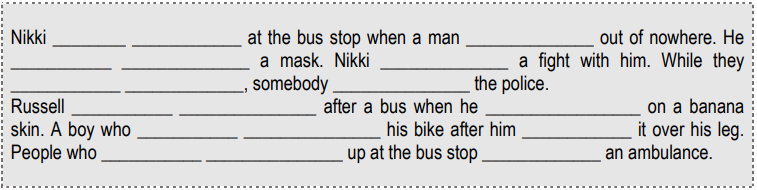 Nikki ________ ____________ at the bus stop when a man ______________ out of nowhere. He
___________ ______________ a mask. Nikki ______________ a fight with him. While they
____________ ____________, somebody _______________ the police.
Russell ___________ _______________ after a bus when he _________________ on a banana
skin. A boy who ___________ _______________ his bike after him ____________ it over his leg.
People who ___________ _______________ up at the bus stop _____________ an ambulance.